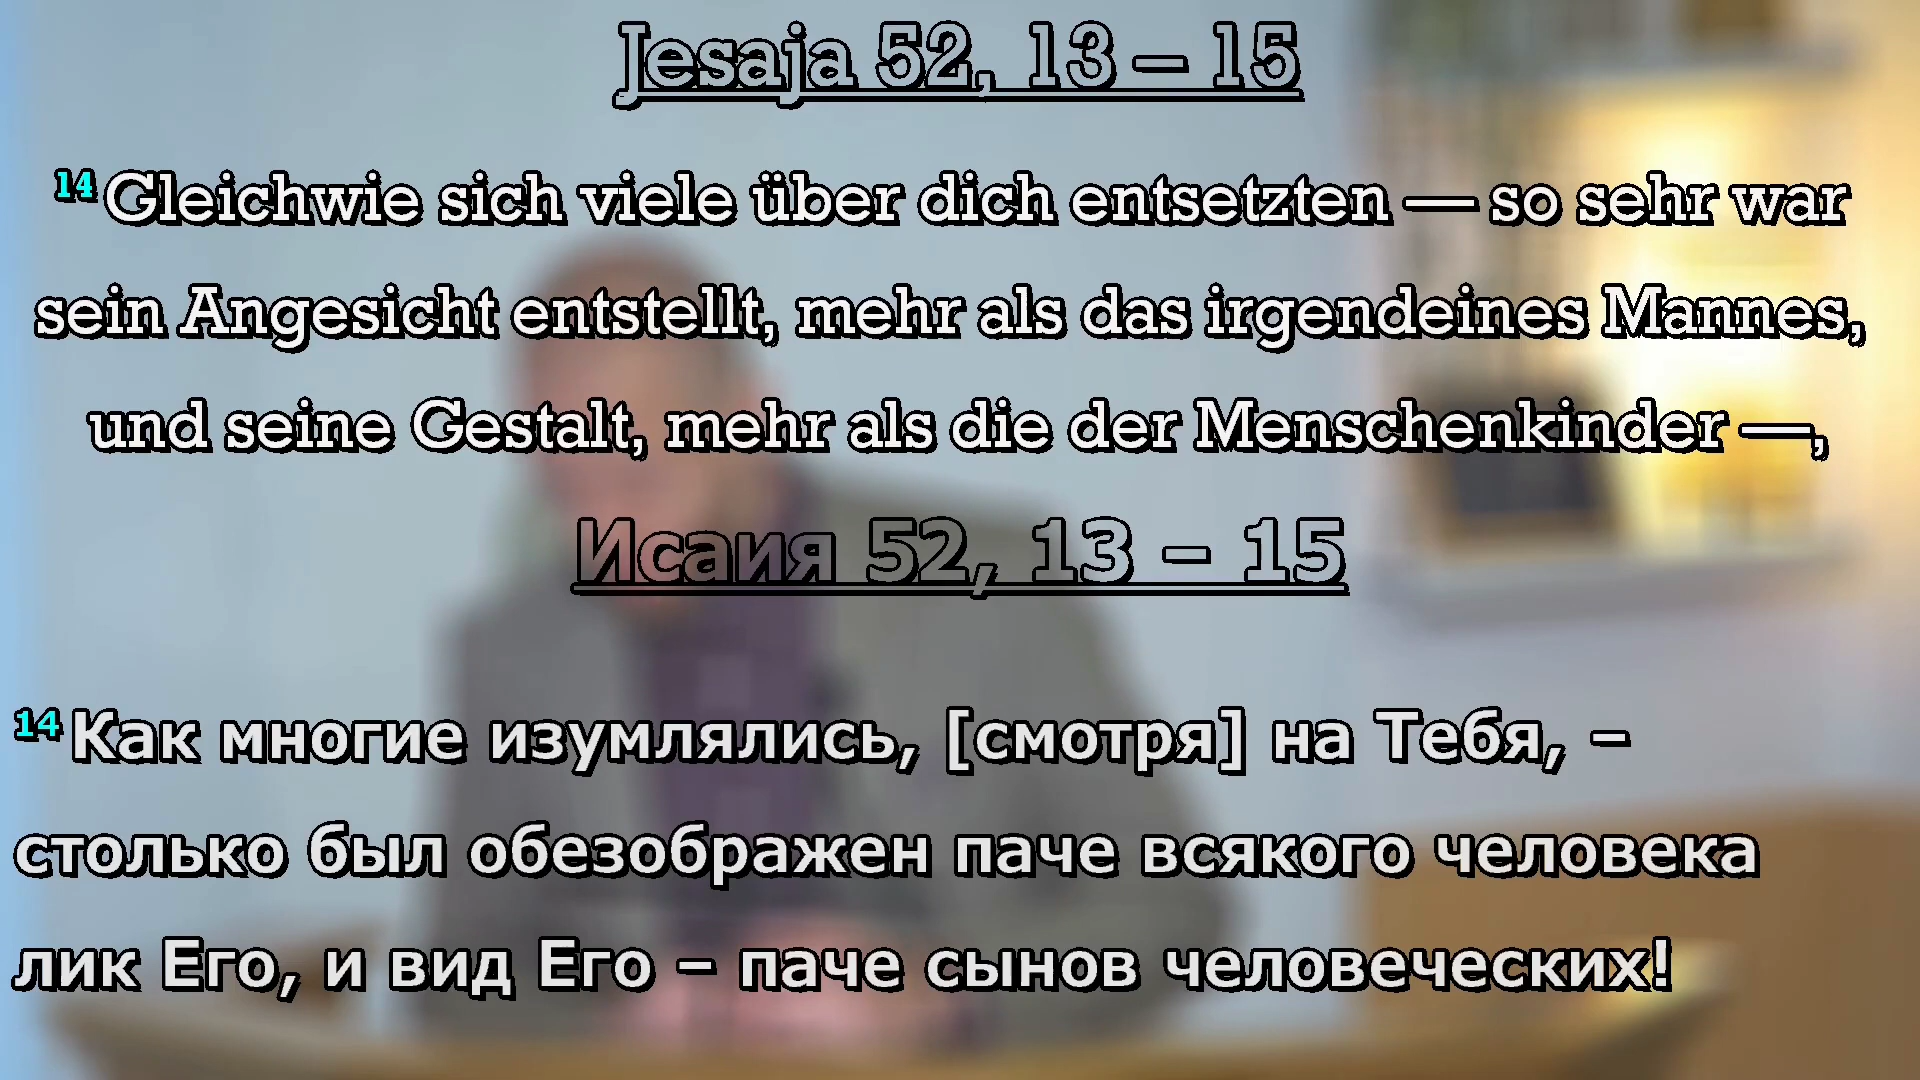 Jesaja 52, 13 – 15
14 Gleichwie sich viele über dich entsetzten — so sehr war
sein Angesicht entstellt, mehr als das irgendeines Mannes,
und seine Gestalt, mehr als die der Menschenkinder —,
Исаия 52, 13 – 15
14 Как многие изумлялись, [смотря] на Тебя, –
столько был обезображен паче всякого человека
лик Его, и вид Его – паче сынов человеческих!